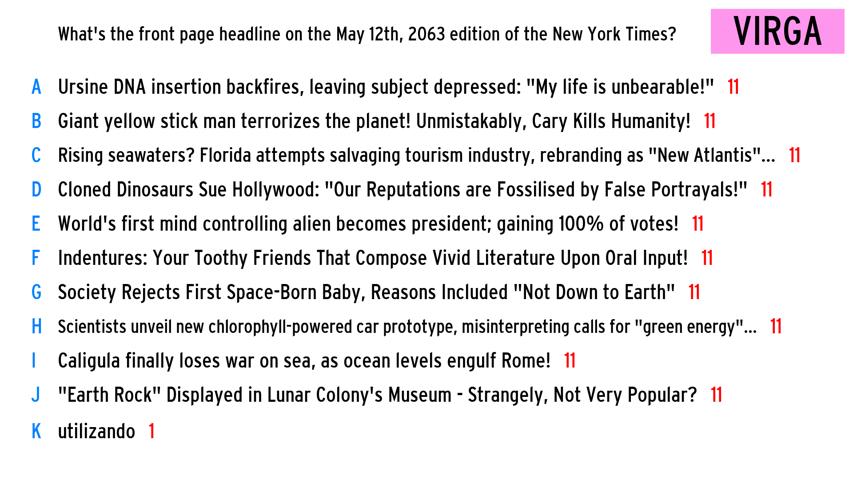 What's the front page headline on the May 12th, 2063 edition of the New York Times? VIRGA
A Ursine DNA insertion backfires, leaving subject depressed: "My life is unbearable!" 11
B Giant yellow stick man terrorizes the planet! Unmistakably, Cary Kills Humanity! 11
C Rising seawaters? Florida attempts salvaging tourism industry, rebranding as "New Atlantis"... 11
D Cloned Dinosaurs Sue Hollywood: "Our Reputations are Fossilised by False Portrayals!" 11
E World's first mind controlling alien becomes president; gaining 100% of votes! 11
F Indentures: Your Toothy Friends That Compose Vivid Literature Upon Oral Input! 11
G Society Rejects First Space-Born Baby, Reasons Included "Not Down to Earth" 11
H Scientists unveil new chlorophyll-powered car prototype, misinterpreting calls for "green energy"... 11
I Caligula finally loses war on sea, as ocean levels engulf Rome! 11
J "Earth Rock" Displayed in Lunar Colony's Museum - Strangely, Not Very Popular? 11
K utilizando 1